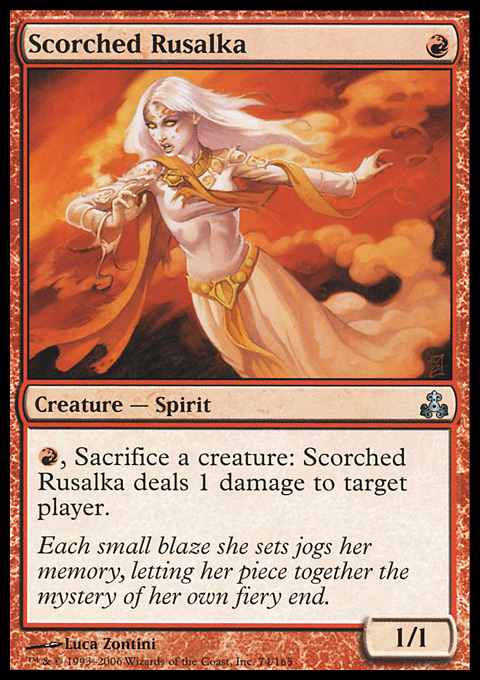 Scorched Rusalka
Creature — Spirit
, Sacrifice a creature: Scorched
Rusalka deals 1 damage to target
player.
Each small blaze she sets jogs her
memory, letting her piece together the
mystery of her own fiery end.
Luca Zontini
1/1
™ & © 1993–2006 Wizards of the Coast, Inc. 74/165